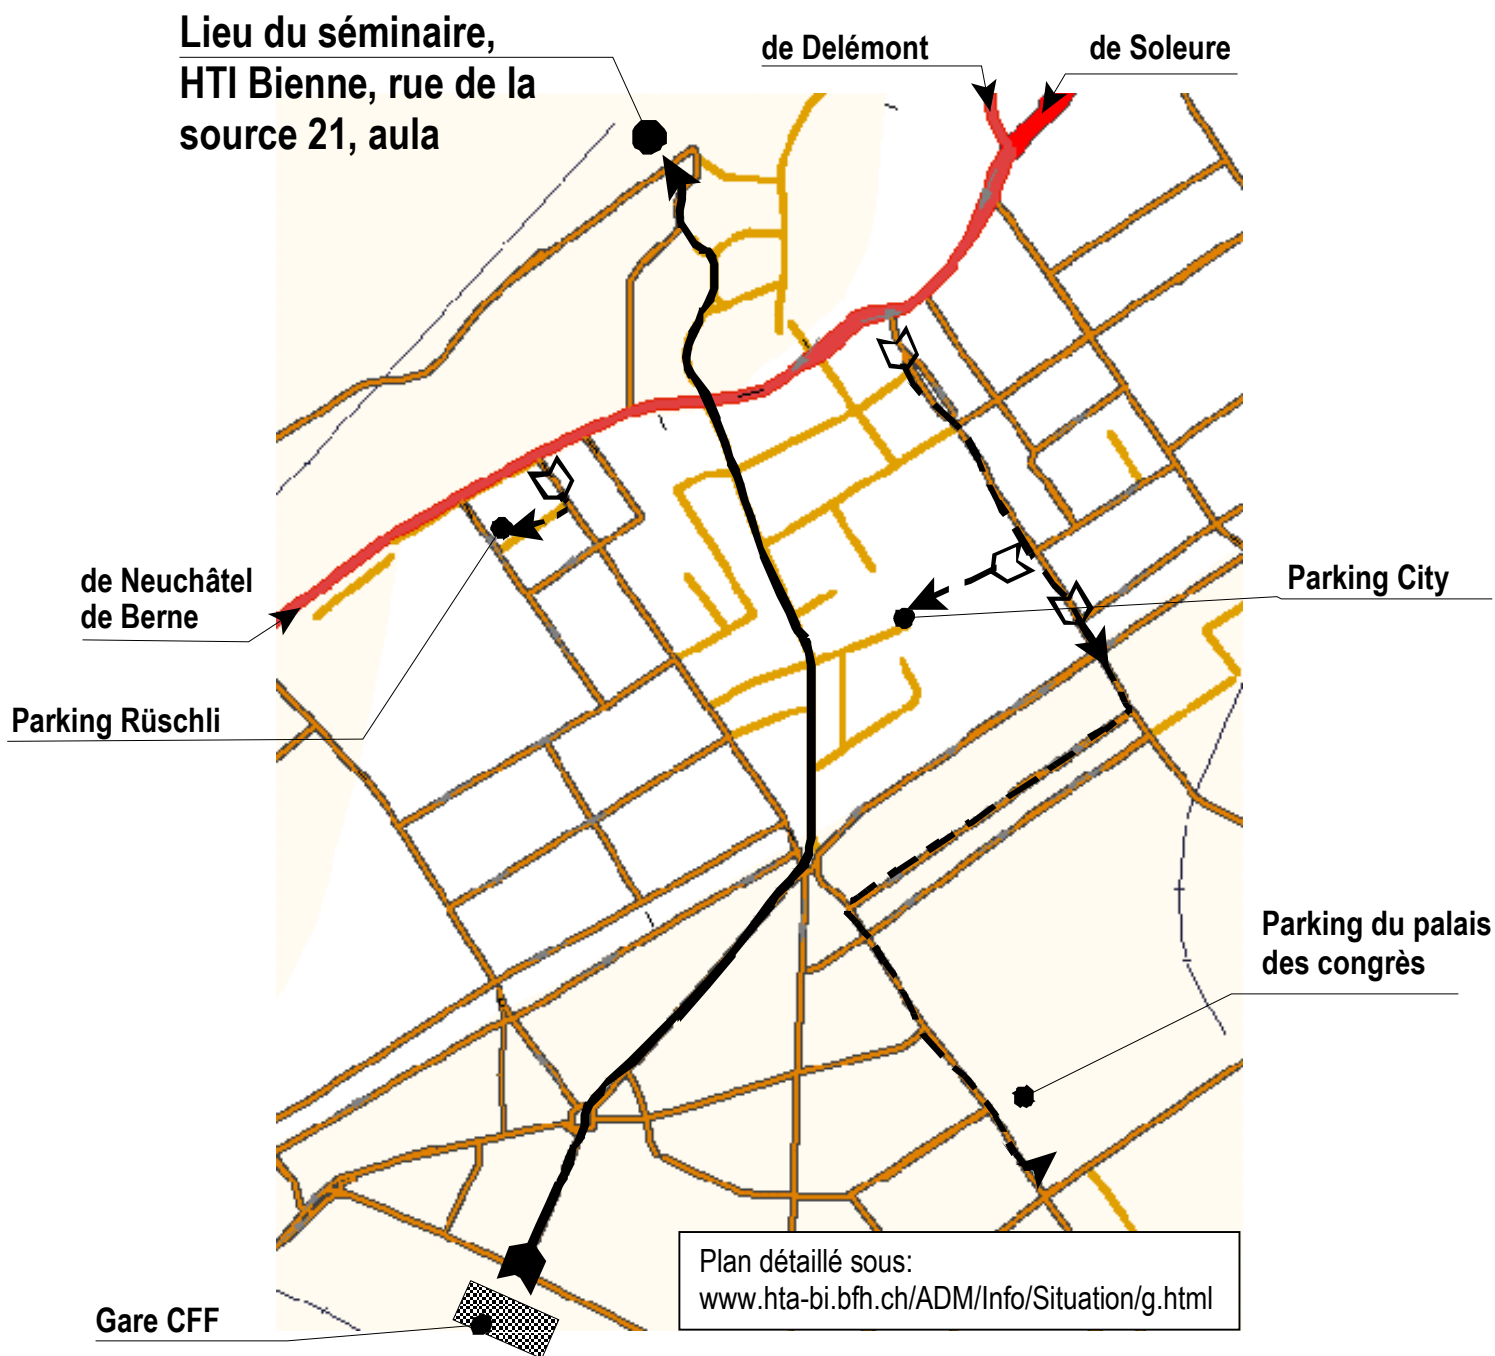 Lieu du séminaire,
HTI Bienne, rue de la
source 21, aula
de Delémont
de Soleure
de Neuchâtel
de Berne
Parking City
Parking Rüschli
Parking du palais
des congrès
Plan détaillé sous:
www.hta-bi.bfh.ch/ADM/Info/Situation/g.html
Gare CFF